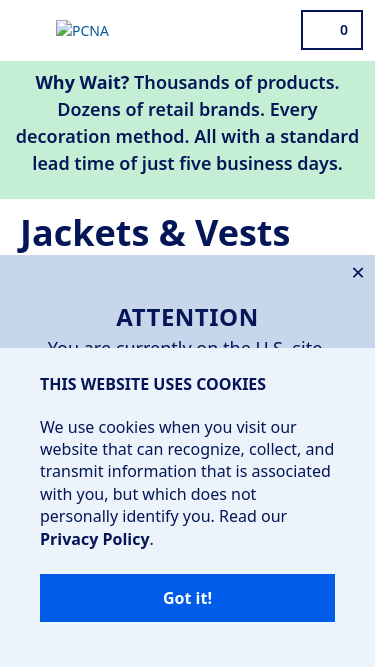 PCNA
0
Why Wait? Thousands of products.
Dozens of retail brands. Every
decoration method. All with a standard
lead time of just five business days.
Jackets & Vests
×
ATTENTION
You are currently on the U.S. site.
THIS WEBSITE USES COOKIES
We use cookies when you visit our
website that can recognize, collect, and
transmit information that is associated
with you, but which does not
personally identify you. Read our
Privacy Policy.
Got it!